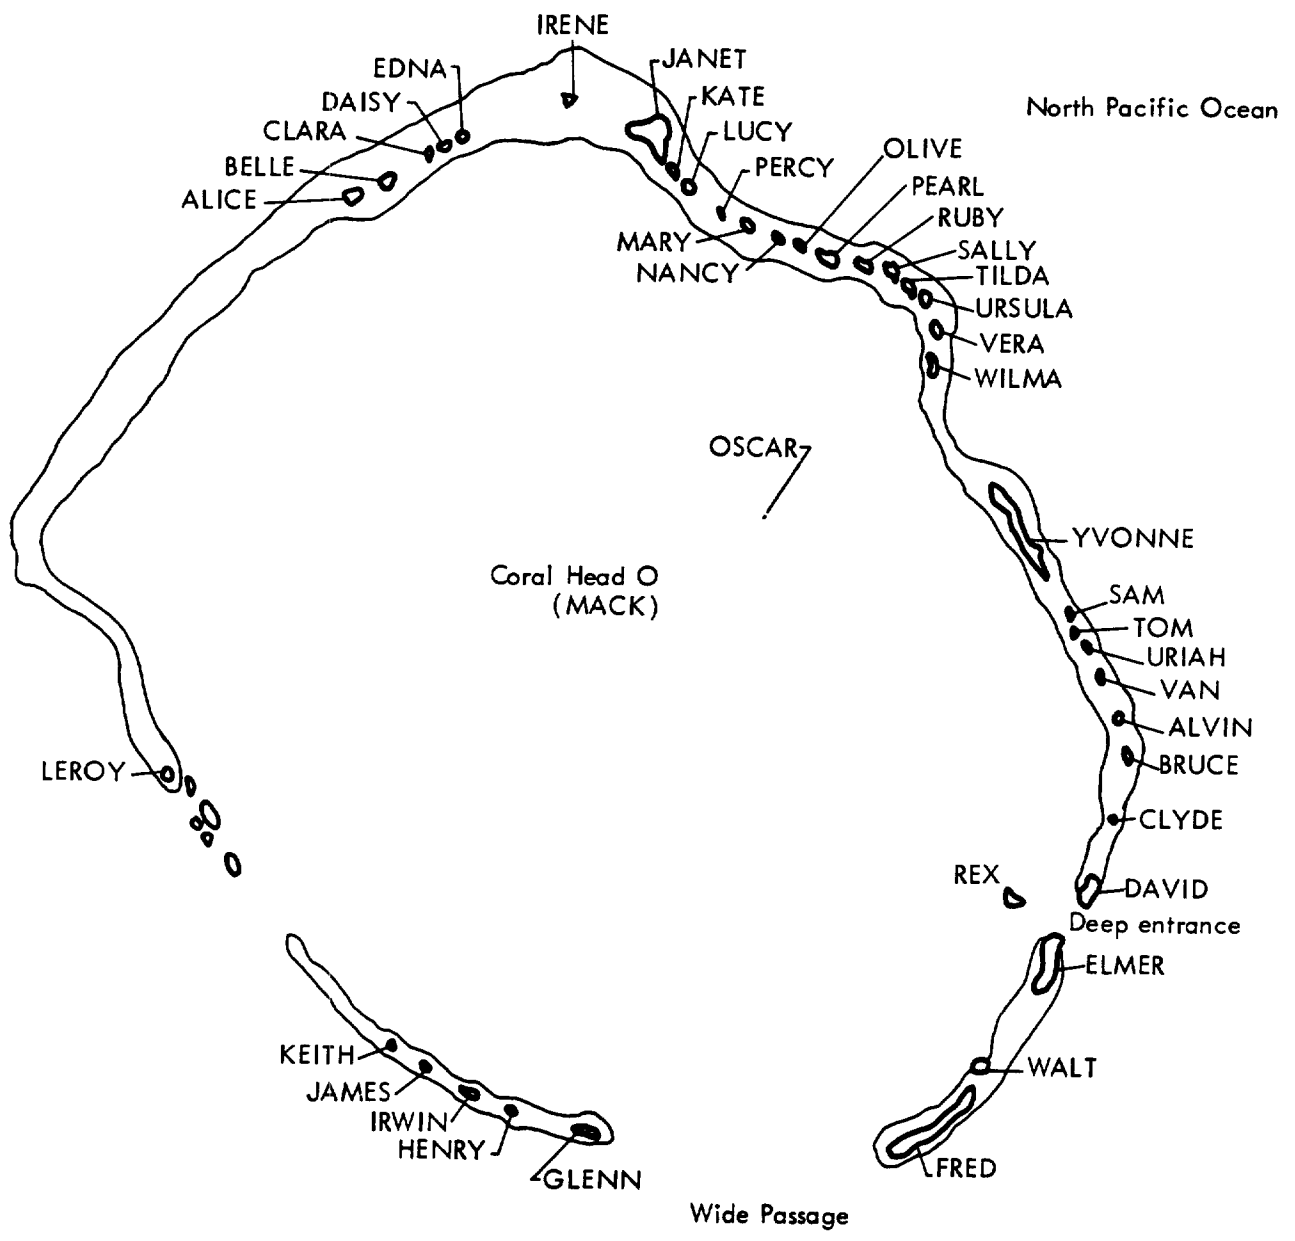 IRENE
EDNA
JANET
DAISY
KATE
North Pacific Ocean
CLARA
LUCY
BELLE
PERCY
OLIVE
ALICE
PEARL
RUBY
MARY
SALLY
NANCY
TILDA
URSULA
VERA
WILMA
OSCAR
YVONNE
Coral Head O
(MACK)
SAM
TOM
URIAH
VAN
ALVIN
LEROY
BRUCE
CLYDE
REX
DAVID
Deep entrance
ELMER
KEITH
WALT
JAMES
IRWIN
HENRY
FRED
GLENN
Wide Passage